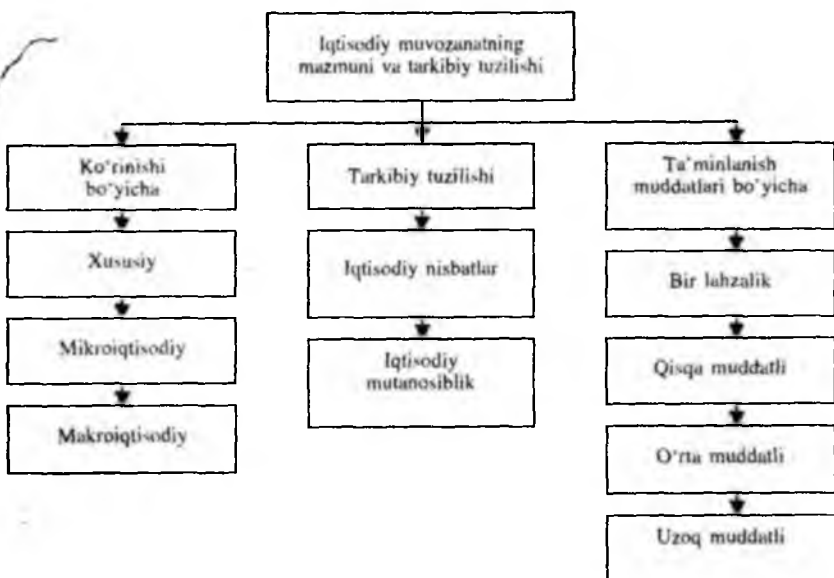 Iqtisodiy muvozanatning
mazmuni va tarkibiy tuzilishi
Ko'rinishi
bo'yicha
Xususiy
Mikroiqtisodiy
Makroiqtisodiy
Tarkibiy tuzilishi
Iqtisodiy nisbatlar
Iqtisodiy
mutanosiblik
Ta'minlanish
muddatlari bo'yicha
Bir lahzalik
Qisqa muddatli
O'rta muddatli
Uzoq muddatli